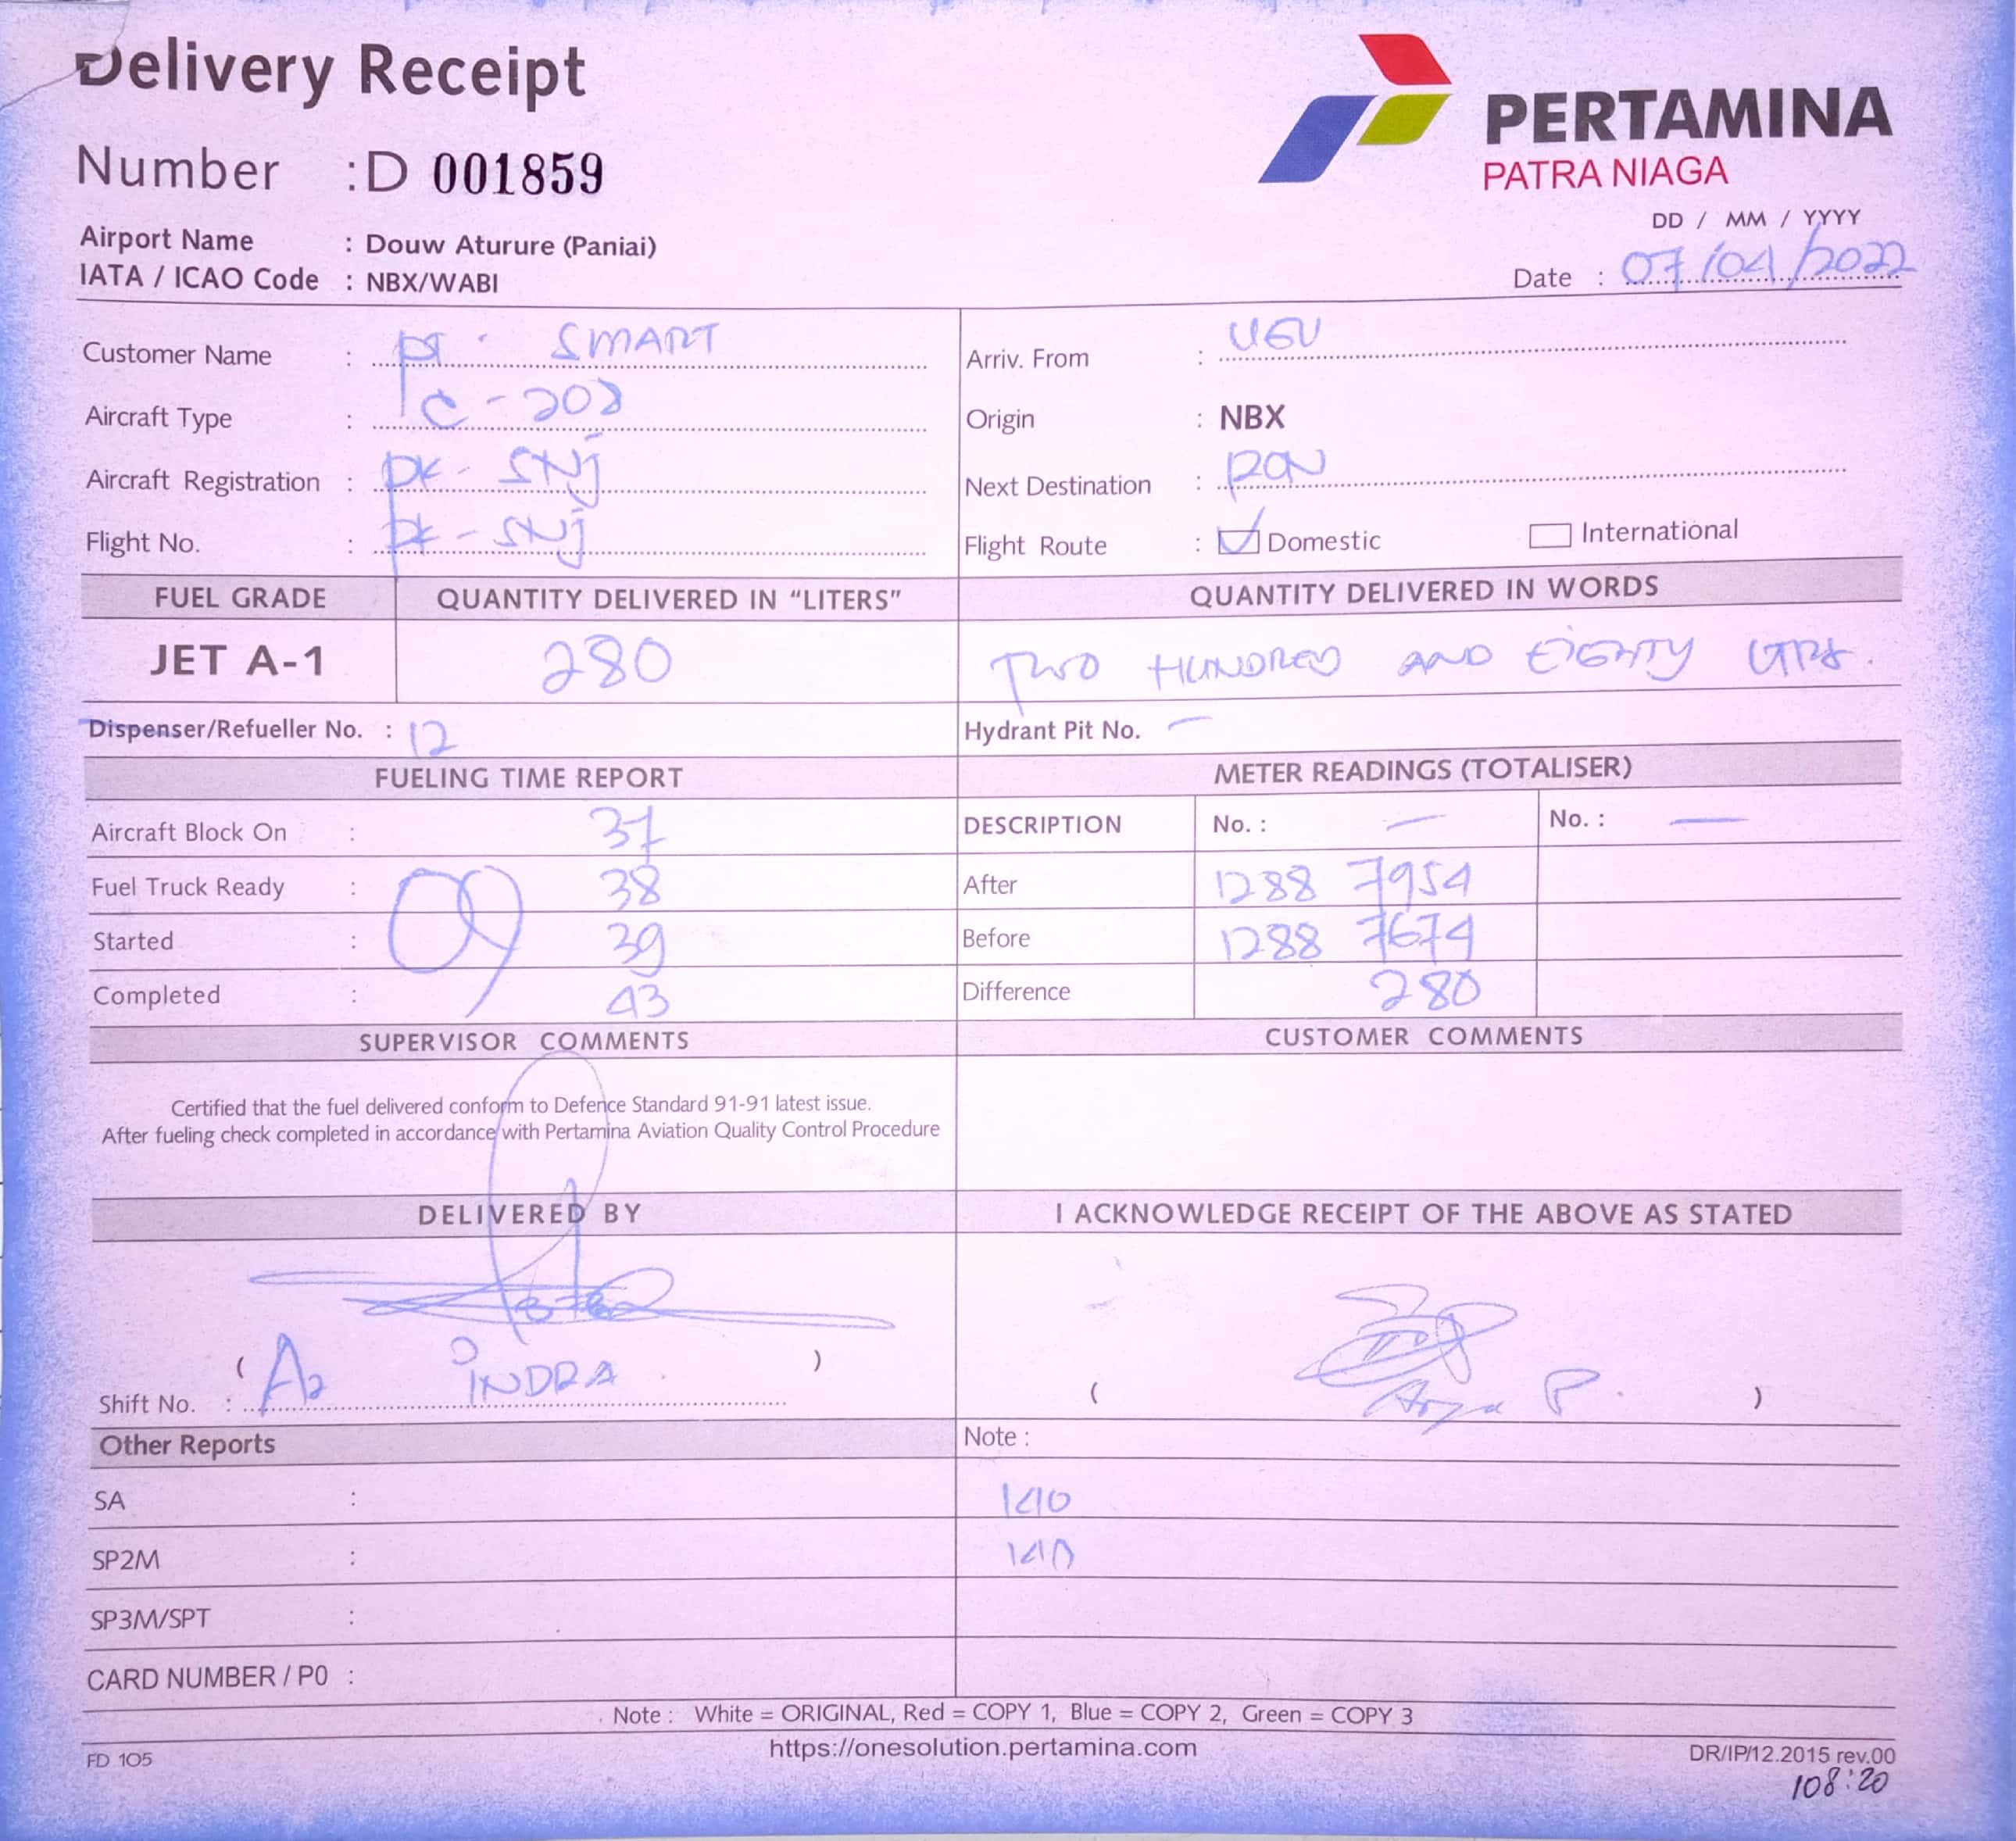 Delivery Receipt
Number : D 001859
PERTAMINA
PATRA NIAGA
Airport Name : Douw Aturure (Paniai)
IATA / ICAO Code : NBX/WABI
DD / MM / YYYY
Date : 07/04/2022
Customer Name : PT. SMART
Arriv. From : UGU
Aircraft Type : C-208
Origin : NBX
Aircraft Registration : PK-SNJ
Next Destination : RON
Flight No. : PK-SNJ
Flight Route : Domestic International
FUEL GRADE QUANTITY DELIVERED IN “LITERS” QUANTITY DELIVERED IN WORDS
JET A-1 280 TWO HUNDRED AND EIGHTY LTRS.
Dispenser/Refueller No. : 12 Hydrant Pit No. —
FUELING TIME REPORT METER READINGS (TOTALISER)
Aircraft Block On : 37 DESCRIPTION No. : — No. : —
Fuel Truck Ready : 09 38 After 1288 7954
Started : 39 Before 1288 7674
Completed : 43 Difference 280
SUPERVISOR COMMENTS CUSTOMER COMMENTS
Certified that the fuel delivered conform to Defence Standard 91-91 latest issue.
After fueling check completed in accordance with Pertamina Aviation Quality Control Procedure
DELIVERED BY I ACKNOWLEDGE RECEIPT OF THE ABOVE AS STATED
Shift No. : ( A2 INDRA )
( P. )
Other Reports Note :
SA : 140
SP2M : 140
SP3M/SPT :
CARD NUMBER / P0 :
Note : White = ORIGINAL, Red = COPY 1, Blue = COPY 2, Green = COPY 3
FD 105 https://onesolution.pertamina.com DR/IP/12.2015 rev.00
108:20